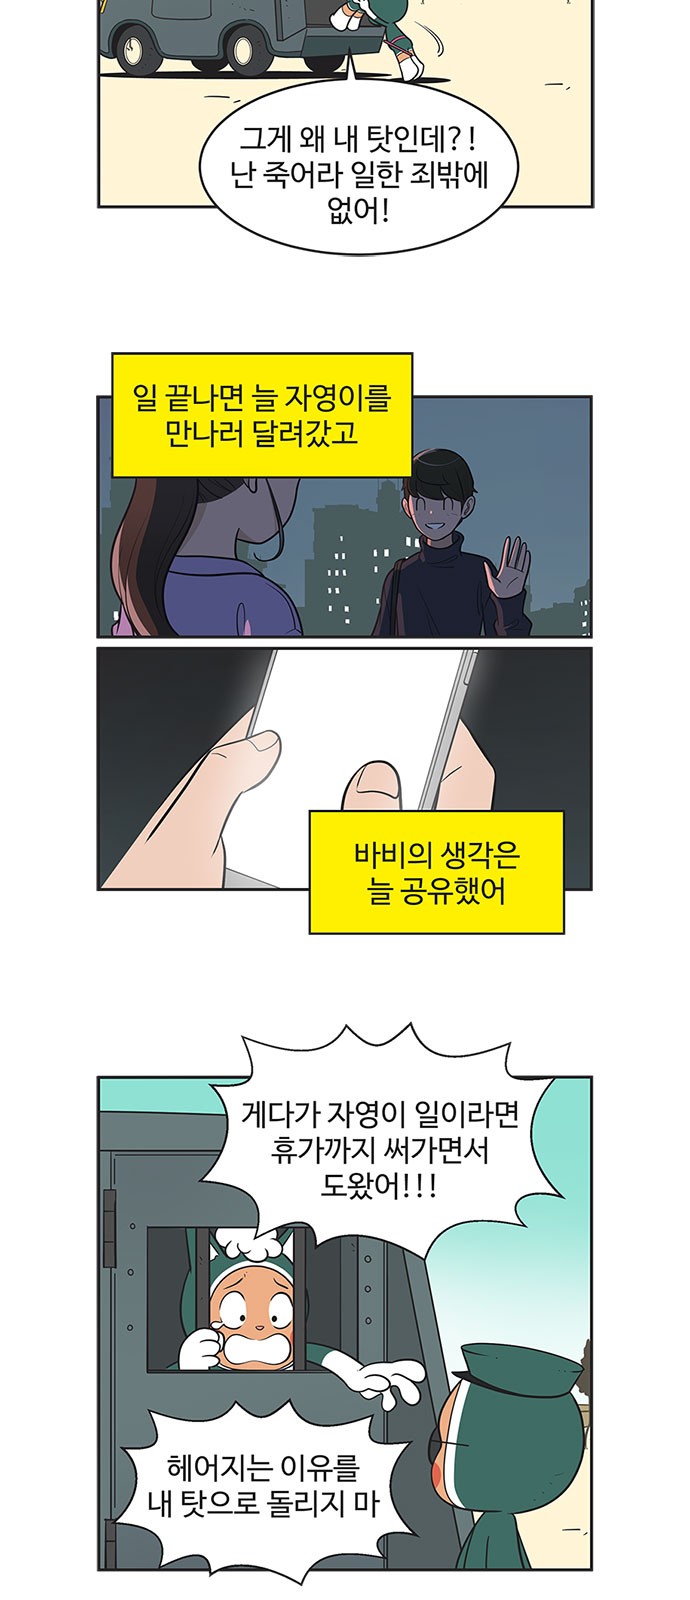 그게 왜 내 탓인데?!
난 죽어라 일한 죄밖에
없어!
일 끝나면 늘 자영이를
만나러 달려갔고
바비의 생각은
늘 공유했어
게다가 자영이 일이라면
휴가까지 써가면서
도왔어!!!
헤어지는 이유를
내 탓으로 돌리지 마